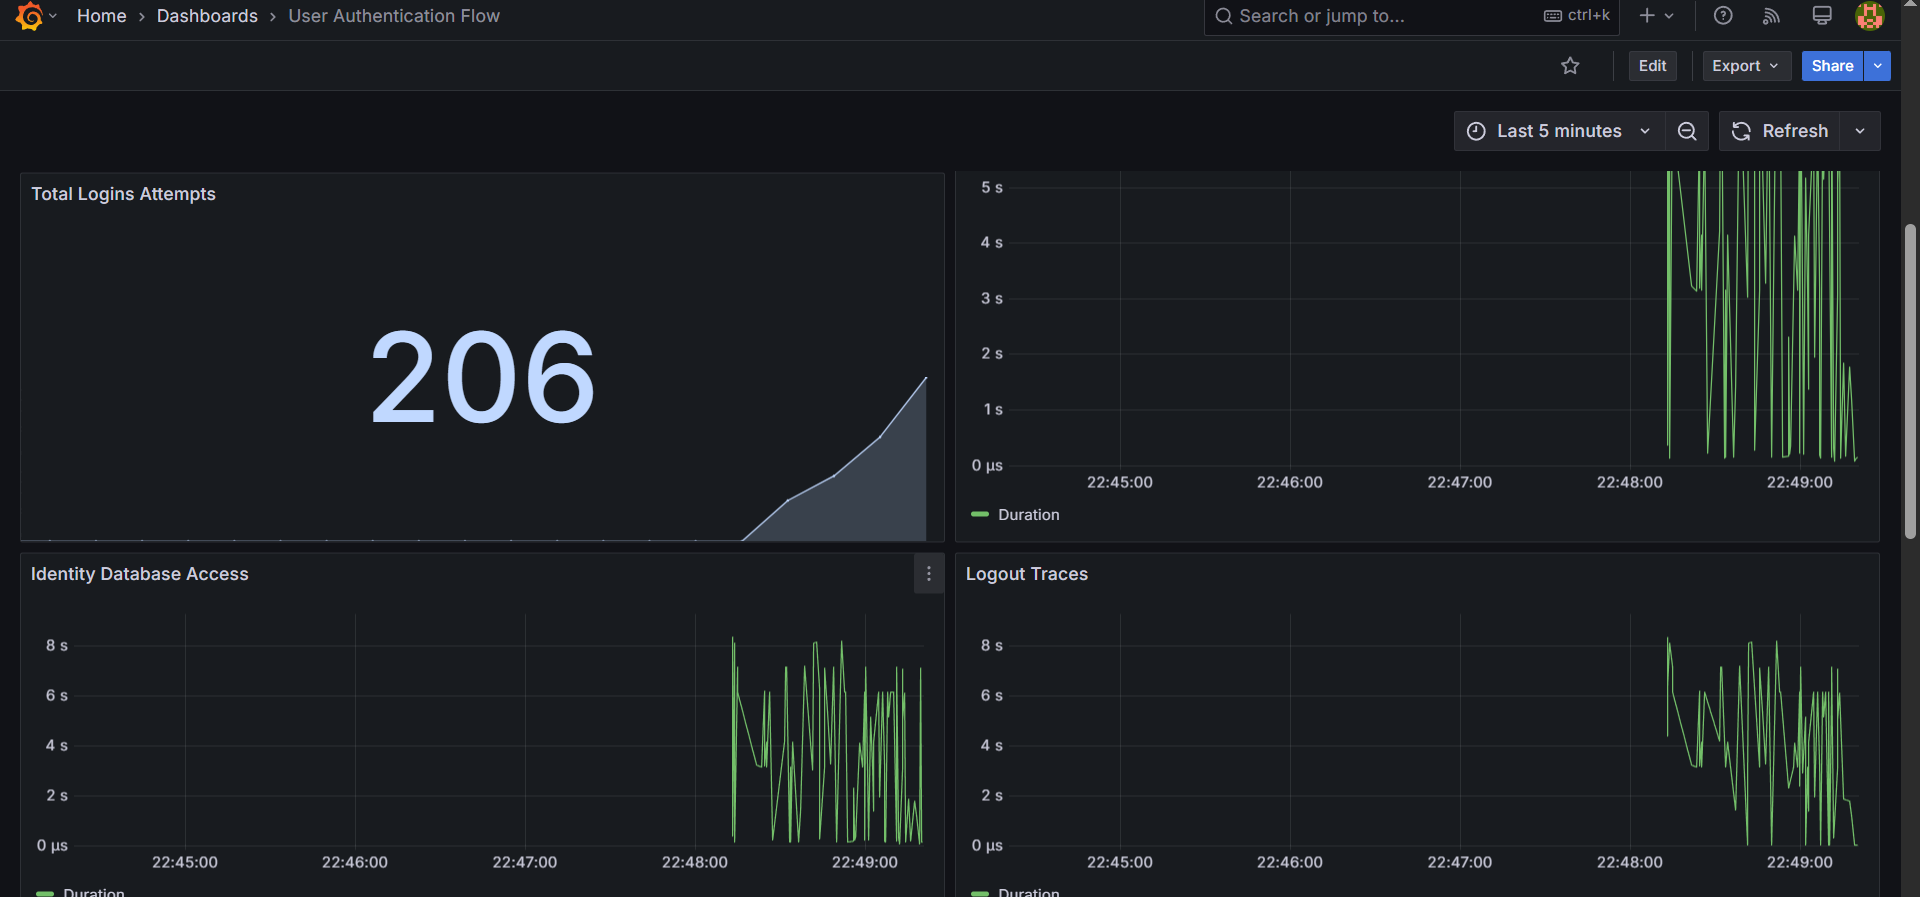 Home › Dashboards › User Authentication Flow
Search or jump to...
ctrl+k
Edit
Export
Share
Last 5 minutes
Refresh
Total Logins Attempts
206
5 s
4 s
3 s
2 s
1 s
0 µs
22:45:00 22:46:00 22:47:00 22:48:00 22:49:00
Duration
Identity Database Access
8 s
6 s
4 s
2 s
0 µs
22:45:00 22:46:00 22:47:00 22:48:00 22:49:00
Duration
Logout Traces
8 s
6 s
4 s
2 s
0 µs
22:45:00 22:46:00 22:47:00 22:48:00 22:49:00
Duration